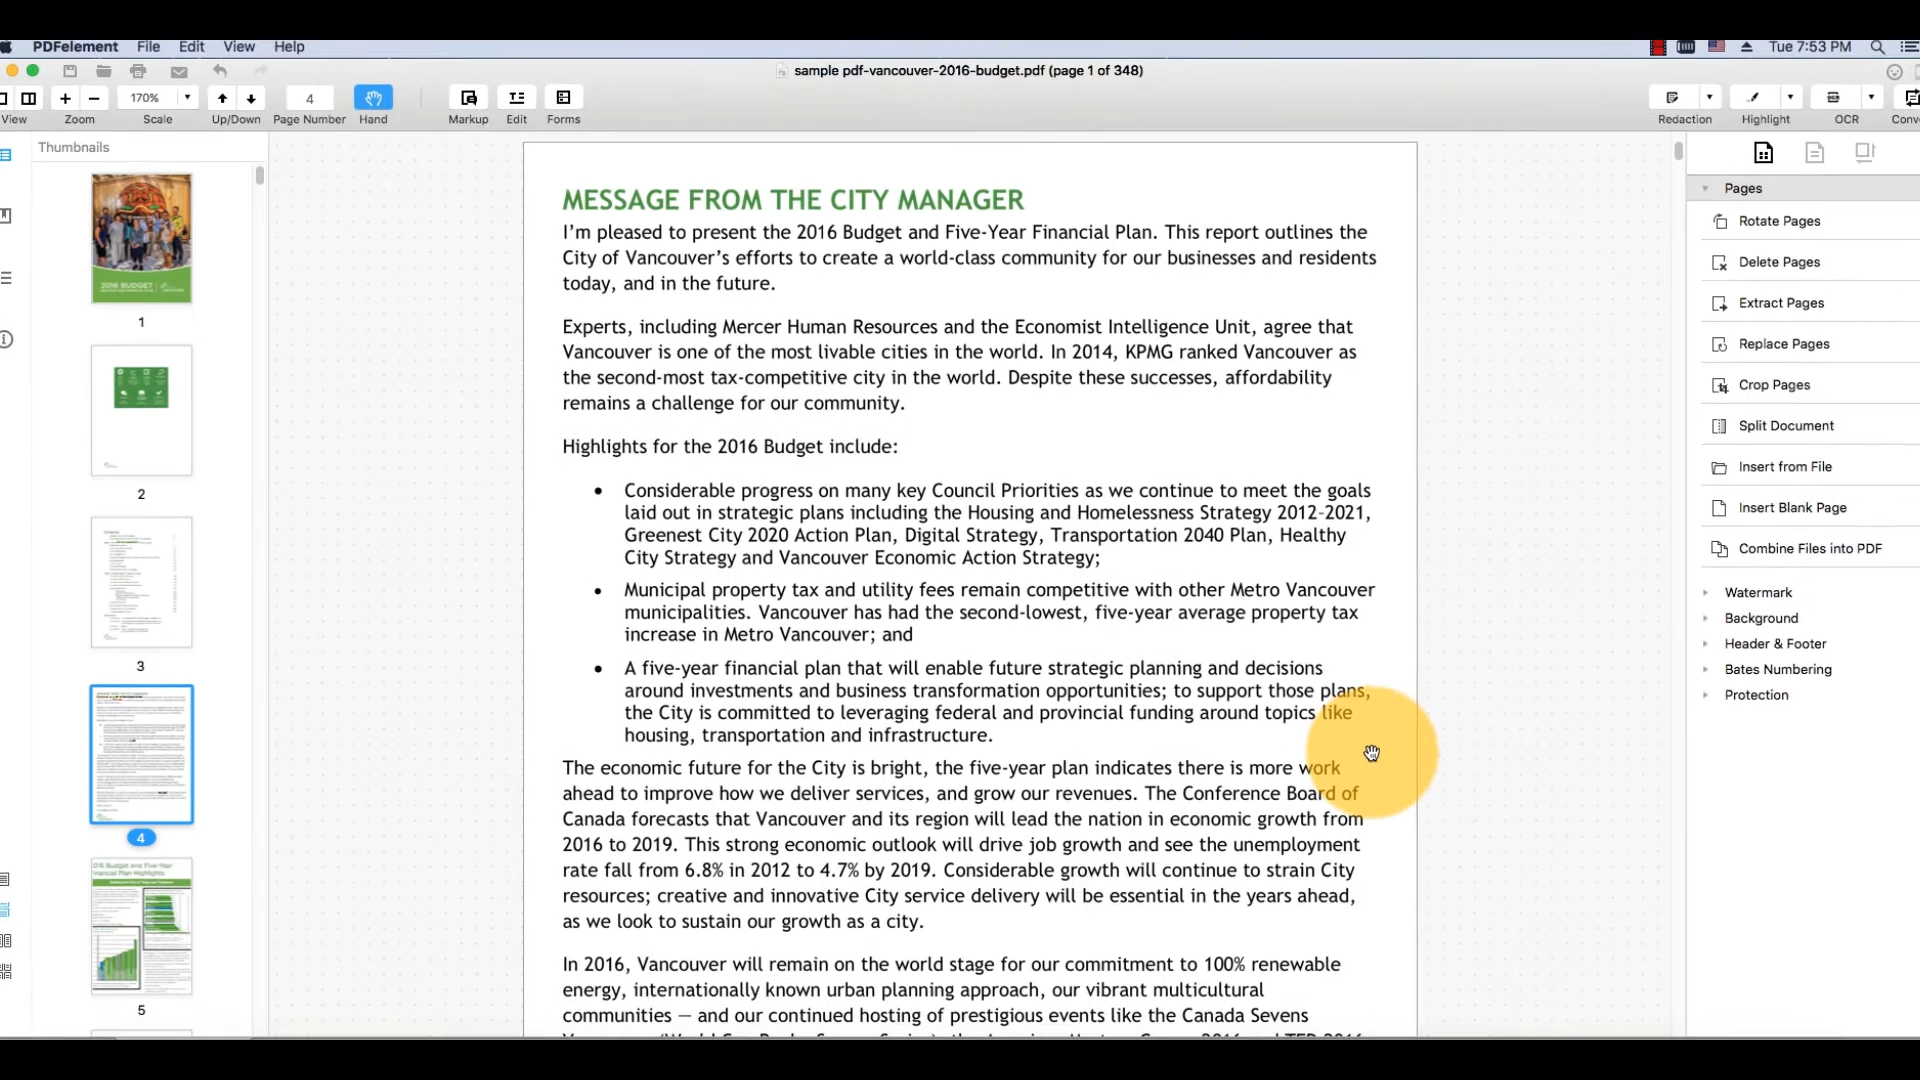 PDFelement File Edit View Help Tue 7:53 PM
sample pdf-vancouver-2016-budget.pdf (page 1 of 348)
170% 4
View Zoom Scale Up/Down Page Number Hand Markup Edit Forms Redaction Highlight OCR
Thumbnails
2016 BUDGET
1
2
3
4
5
MESSAGE FROM THE CITY MANAGER
I'm pleased to present the 2016 Budget and Five-Year Financial Plan. This report outlines the
City of Vancouver's efforts to create a world-class community for our businesses and residents
today, and in the future.
Experts, including Mercer Human Resources and the Economist Intelligence Unit, agree that
Vancouver is one of the most livable cities in the world. In 2014, KPMG ranked Vancouver as
the second-most tax-competitive city in the world. Despite these successes, affordability
remains a challenge for our community.
Highlights for the 2016 Budget include:
• Considerable progress on many key Council Priorities as we continue to meet the goals
laid out in strategic plans including the Housing and Homelessness Strategy 2012-2021,
Greenest City 2020 Action Plan, Digital Strategy, Transportation 2040 Plan, Healthy
City Strategy and Vancouver Economic Action Strategy;
• Municipal property tax and utility fees remain competitive with other Metro Vancouver
municipalities. Vancouver has had the second-lowest, five-year average property tax
increase in Metro Vancouver; and
• A five-year financial plan that will enable future strategic planning and decisions
around investments and business transformation opportunities; to support those plans,
the City is committed to leveraging federal and provincial funding around topics like
housing, transportation and infrastructure.
The economic future for the City is bright, the five-year plan indicates there is more work
ahead to improve how we deliver services, and grow our revenues. The Conference Board of
Canada forecasts that Vancouver and its region will lead the nation in economic growth from
2016 to 2019. This strong economic outlook will drive job growth and see the unemployment
rate fall from 6.8% in 2012 to 4.7% by 2019. Considerable growth will continue to strain City
resources; creative and innovative City service delivery will be essential in the years ahead,
as we look to sustain our growth as a city.
In 2016, Vancouver will remain on the world stage for our commitment to 100% renewable
energy, internationally known urban planning approach, our vibrant multicultural
communities — and our continued hosting of prestigious events like the Canada Sevens
Pages
Rotate Pages
Delete Pages
Extract Pages
Replace Pages
Crop Pages
Split Document
Insert from File
Insert Blank Page
Combine Files into PDF
Watermark
Background
Header & Footer
Bates Numbering
Protection